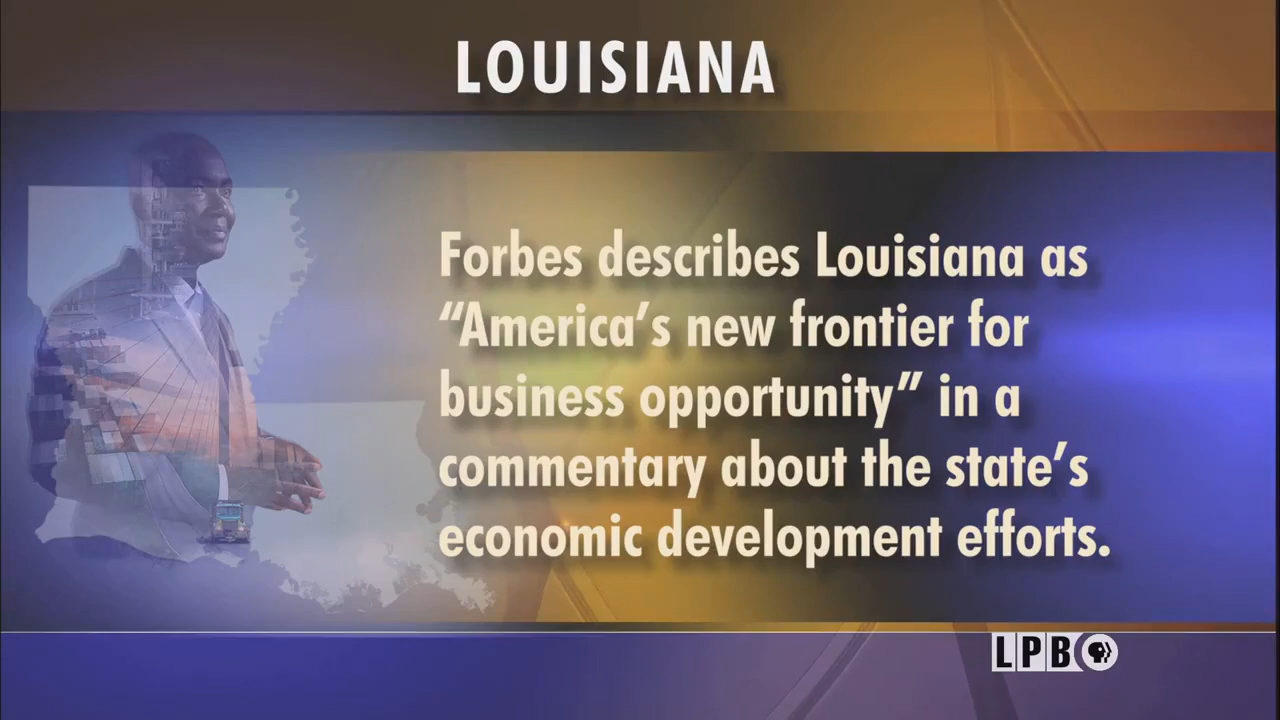 LOUISIANA
Forbes describes Louisiana as
“America’s new frontier for
business opportunity” in a
commentary about the state’s
economic development efforts.
LPB